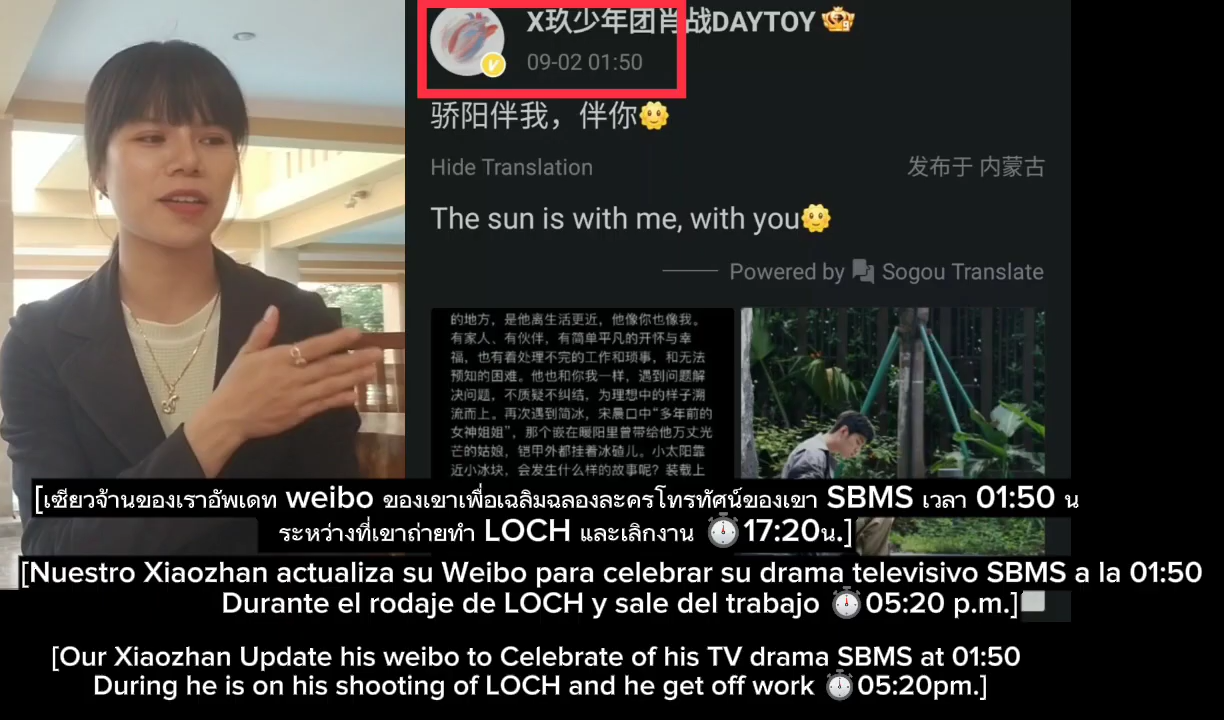 X玖少年团肖战DAYTOY
09-02 01:50
骄阳伴我，伴你
Hide Translation
发布于 内蒙古
The sun is with me, with you
Powered by Sogou Translate
的地方，是他离生活更近，他像你也像我。
有家人、有伙伴，有简单平凡的开怀与幸
福，也有着处理不完的工作和琐事，和无法
预知的困难。他也和你我一样，遇到问题解
决问题，不质疑不纠结，为理想中的样子溯
流而上。再次遇到简冰，宋晨口中“多年前的
女神姐姐”，那个嵌在暖阳里曾带给他万丈光
芒的姑娘，铠甲外都挂着冰碴儿。小太阳靠
近小冰块，会发生什么样的故事呢？装载上
[เซียวจ้านของเราอัพเดท weibo ของเขาเพื่อเฉลิมฉลองละครโทรทัศน์ของเขา SBMS เวลา 01:50 น
ระหว่างที่เขาถ่ายทำ LOCH และเลิกงาน ⏱️17:20น.]
[Nuestro Xiaozhan actualiza su Weibo para celebrar su drama televisivo SBMS a la 01:50
Durante el rodaje de LOCH y sale del trabajo ⏱️05:20 p.m.]
[Our Xiaozhan Update his weibo to Celebrate of his TV drama SBMS at 01:50
During he is on his shooting of LOCH and he get off work ⏱️05:20pm.]